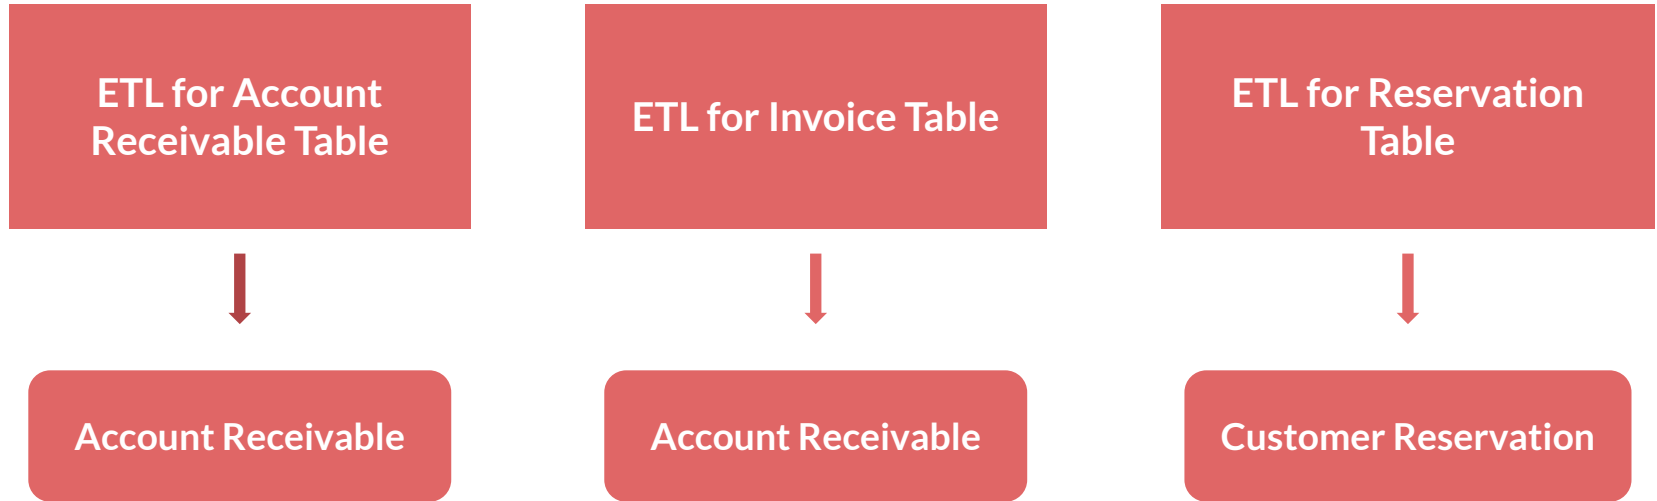 ETL for Account
Receivable Table
ETL for Invoice Table
ETL for Reservation
Table
Account Receivable
Account Receivable
Customer Reservation